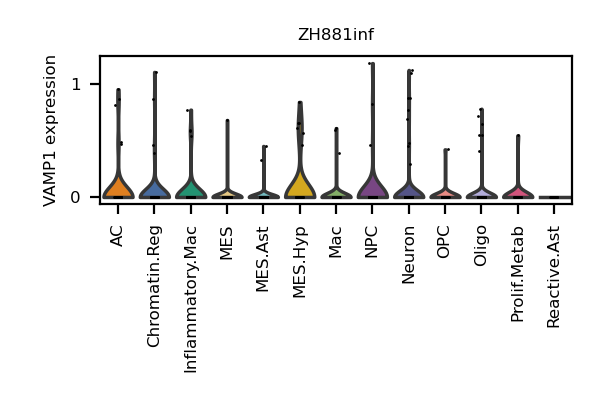 ZH881inf
VAMP1 expression
1
0
AC
Chromatin.Reg
Inflammatory.Mac
MES
MES.Ast
MES.Hyp
Mac
NPC
Neuron
OPC
Oligo
Prolif.Metab
Reactive.Ast